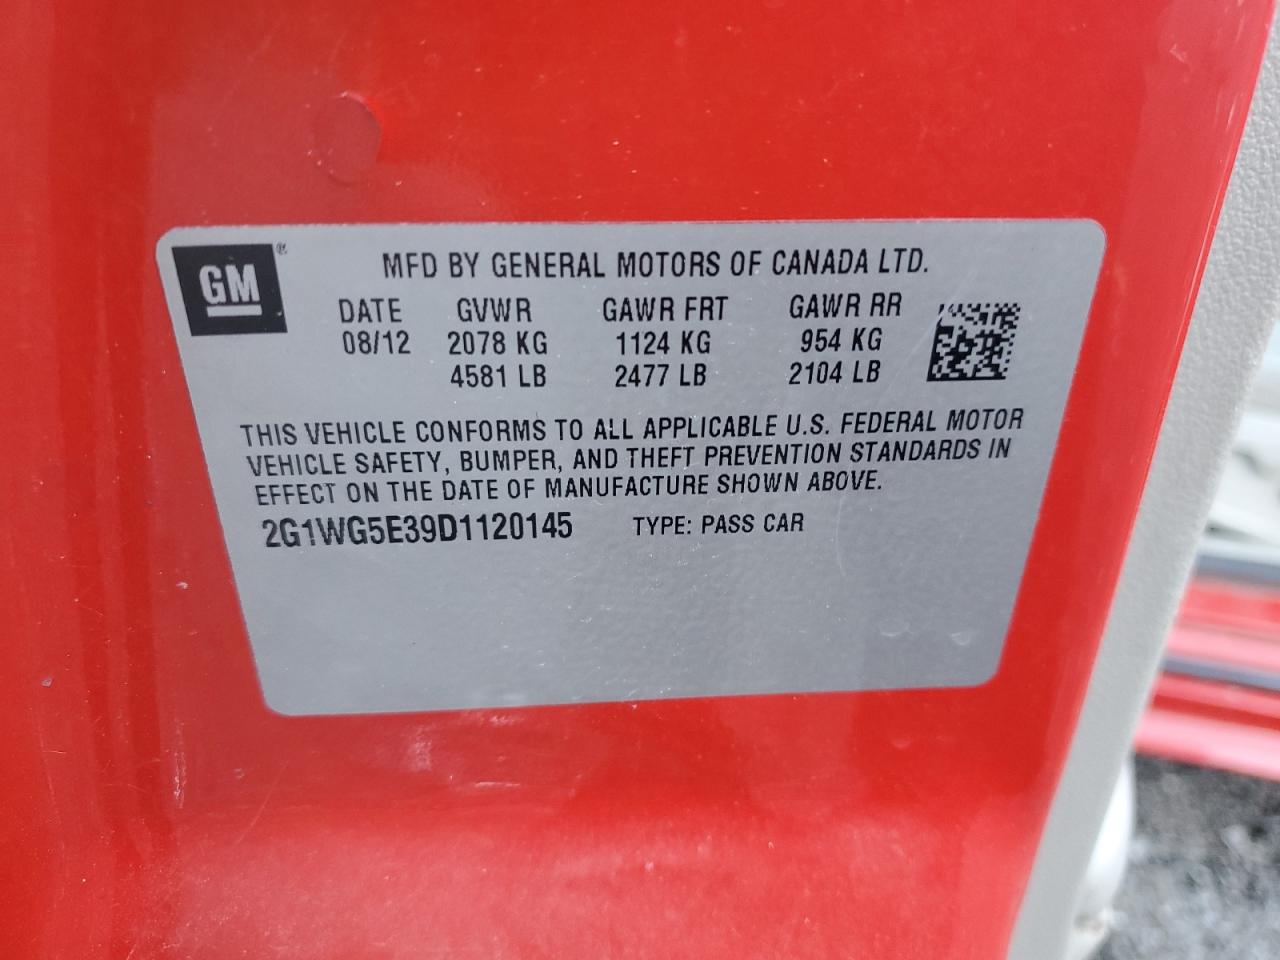 GM®
MFD BY GENERAL MOTORS OF CANADA LTD.
DATE GVWR GAWR FRT GAWR RR
08/12 2078 KG 1124 KG 954 KG
4581 LB 2477 LB 2104 LB
THIS VEHICLE CONFORMS TO ALL APPLICABLE U.S. FEDERAL MOTOR
VEHICLE SAFETY, BUMPER, AND THEFT PREVENTION STANDARDS IN
EFFECT ON THE DATE OF MANUFACTURE SHOWN ABOVE.
2G1WG5E39D1120145 TYPE: PASS CAR